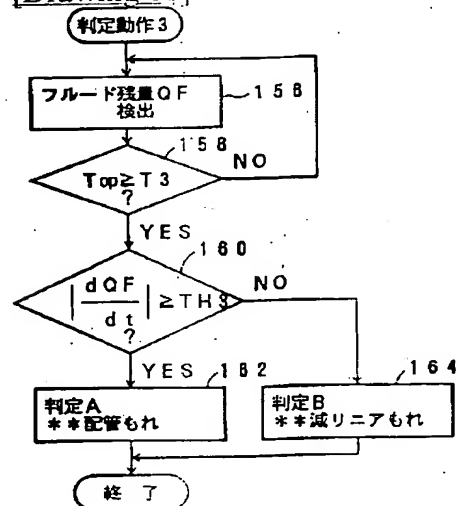 判定動作3
フルード残量QF
検出
156
158
Top≥T3
?
NO
YES
160
|dQF/dt|≥TH3
?
NO
YES
162
164
判定A
**配管もれ
判定B
**減リニアもれ
終了